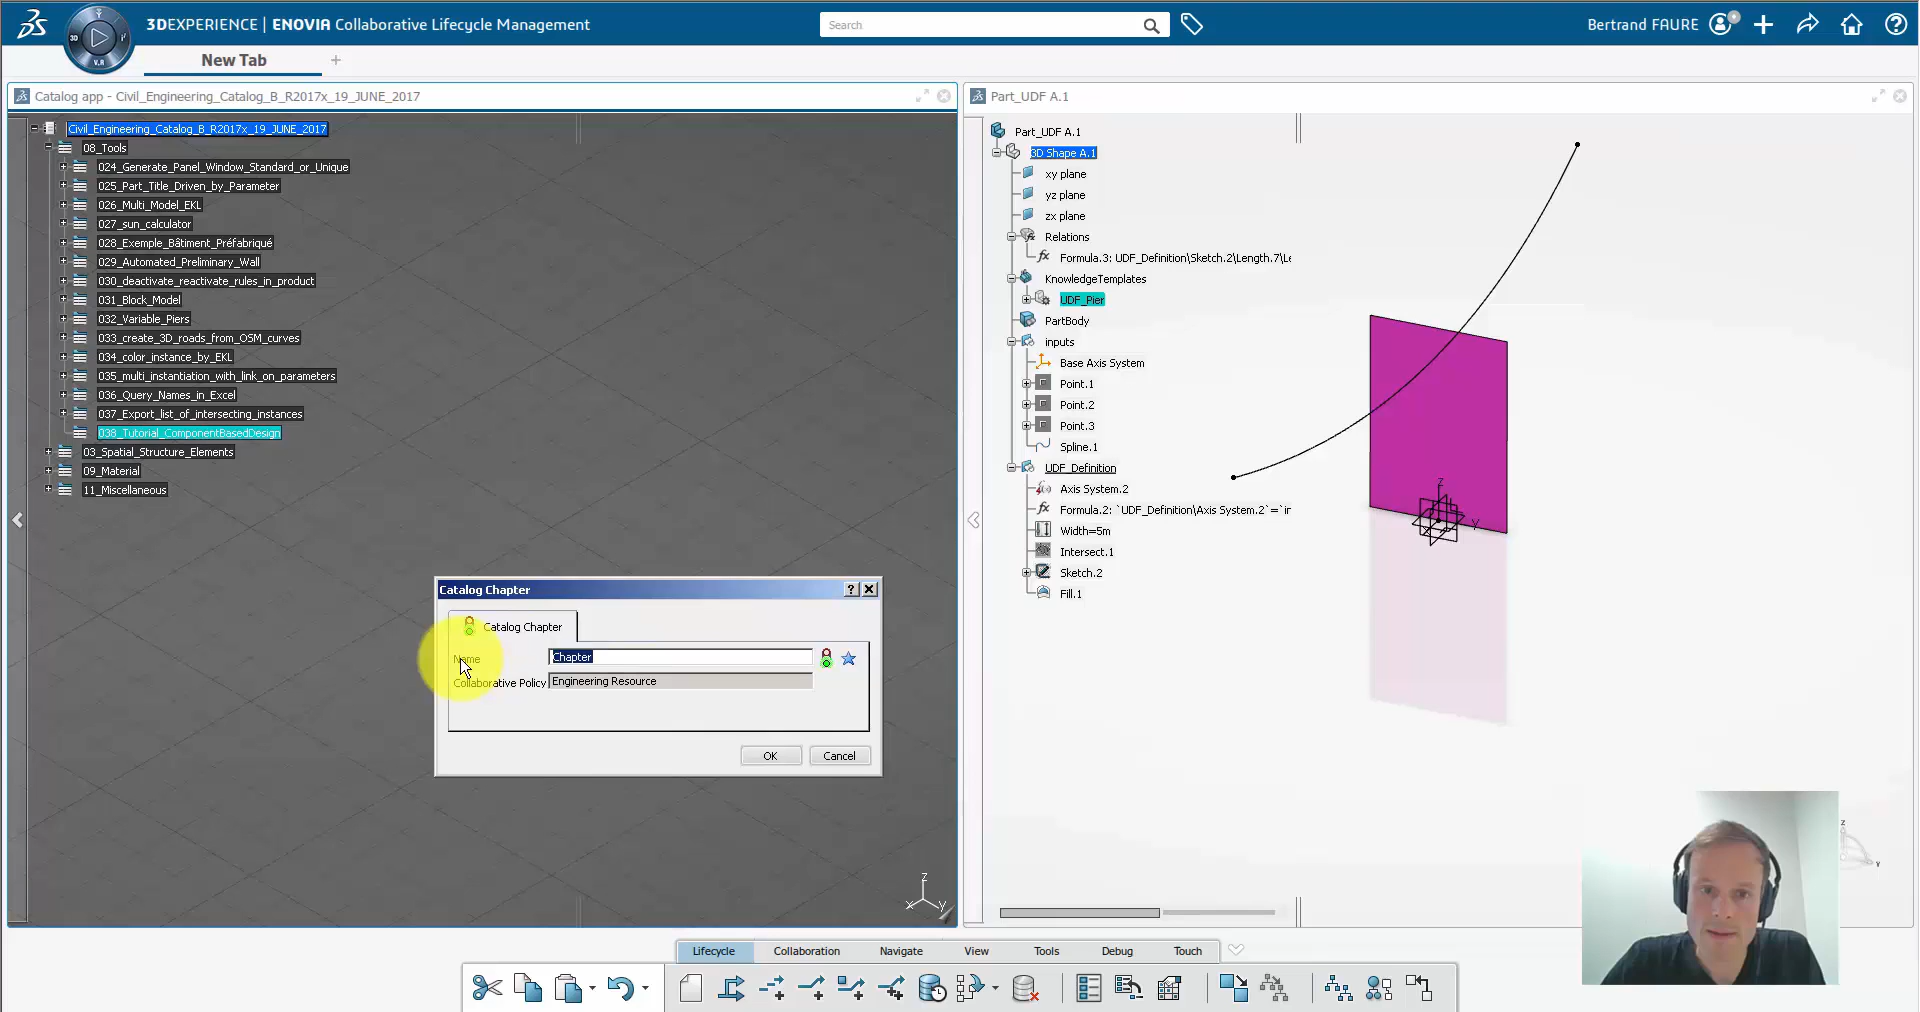 3DEXPERIENCE | ENOVIA Collaborative Lifecycle Management
Search
Bertrand FAURE
3D
V.R
New Tab
Catalog app - Civil_Engineering_Catalog_B_R2017x_19_JUNE_2017
Civil_Engineering_Catalog_B_R2017x_19_JUNE_2017
08_Tools
024_Generate_Panel_Window_Standard_or_Unique
025_Part_Title_Driven_by_Parameter
026_Multi_Model_EKL
027_sun_calculator
028_Exemple_Bâtiment_Préfabriqué
029_Automated_Preliminary_Wall
030_deactivate_reactivate_rules_in_product
031_Block_Model
032_Variable_Piers
033_create_3D_roads_from_OSM_curves
034_color_instance_by_EKL
035_multi_instantiation_with_link_on_parameters
036_Query_Names_in_Excel
037_Export_list_of_intersecting_instances
038_Tutorial_ComponentBasedDesign
03_Spatial_Structure_Elements
09_Material
11_Miscellaneous
Catalog Chapter
Catalog Chapter
Name
Chapter
Collaborative Policy
Engineering Resource
OK
Cancel
z
x
y
Part_UDF A.1
Part_UDF A.1
3D Shape A.1
xy plane
yz plane
zx plane
Relations
Formula.3: UDF_Definition\Sketch.2\Length.7\Le
KnowledgeTemplates
UDF_Pier
PartBody
inputs
Base Axis System
Point.1
Point.2
Point.3
Spline.1
UDF_Definition
Axis System.2
Formula.2: `UDF_Definition\Axis System.2`=`in
Width=5m
Intersect.1
Sketch.2
Fill.1
z
y
z
y
Lifecycle
Collaboration
Navigate
View
Tools
Debug
Touch